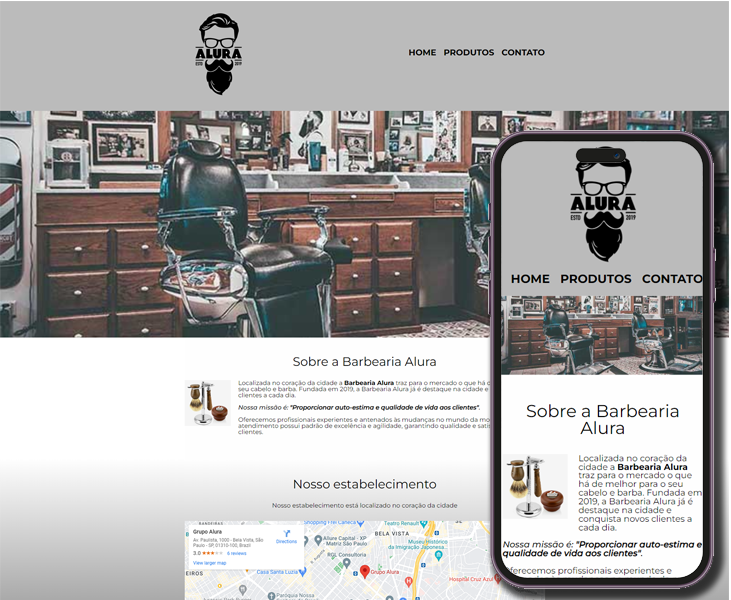 ALURA
ESTD 2019
HOME PRODUTOS CONTATO
Sobre a Barbearia Alura
Localizada no coração da cidade a Barbearia Alura traz para o mercado o que há d
seu cabelo e barba. Fundada em 2019, a Barbearia Alura já é destaque na cidade e
clientes a cada dia.
Nossa missão é: "Proporcionar auto-estima e qualidade de vida aos clientes".
Oferecemos profissionais experientes e antenados às mudanças no mundo da mo
atendimento possui padrão de excelência e agilidade, garantindo qualidade e satis
clientes.
Nosso estabelecimento
Nosso estabelecimento está localizado no coração da cidade
Grupo Alura
Av. Paulista, 1000 - Bela Vista, São
Paulo - SP, 01310-100, Brasil
3.0 6 reviews
View larger map
Directions
Shopping Frei Caneca
Teatro Renault
BELA VISTA
Allure Capital - XP
Matriz São Paulo
RGL Consultoria
Museu Histórico
da Imigração Japonesa
Casa Santa Luzia
Grupo Alura
Hospital Cruz Azul
EIROS
Paróquia Nossa
ALURA
ESTD 2019
HOME PRODUTOS CONTATO
Sobre a Barbearia
Alura
Localizada no coração da
cidade a Barbearia Alura
traz para o mercado o que
há de melhor para o seu
cabelo e barba. Fundada em
2019, a Barbearia Alura já é
destaque na cidade e
conquista novos clientes a
cada dia.
Nossa missão é: "Proporcionar auto-estima e
qualidade de vida aos clientes".
Oferecemos profissionais experientes e